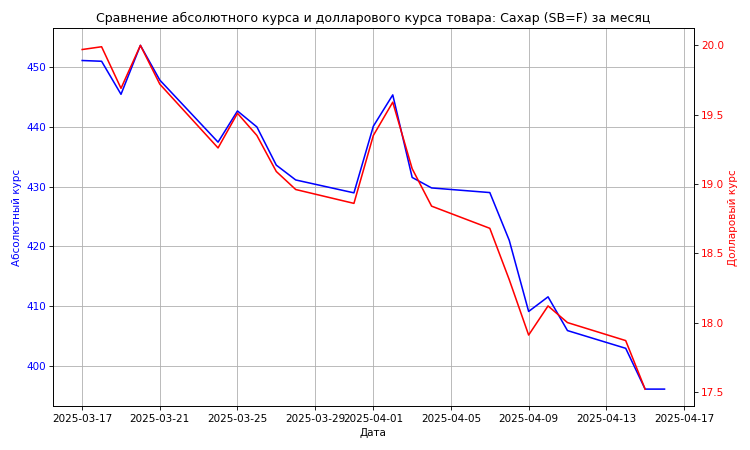 Сравнение абсолютного курса и долларового курса товара: Сахар (SB=F) за месяц
450
440
430
420
410
400
Абсолютный курс
20.0
19.5
19.0
18.5
18.0
17.5
Долларовый курс
2025-03-17 2025-03-21 2025-03-25 2025-03-29 2025-04-01 2025-04-05 2025-04-09 2025-04-13 2025-04-17
Дата